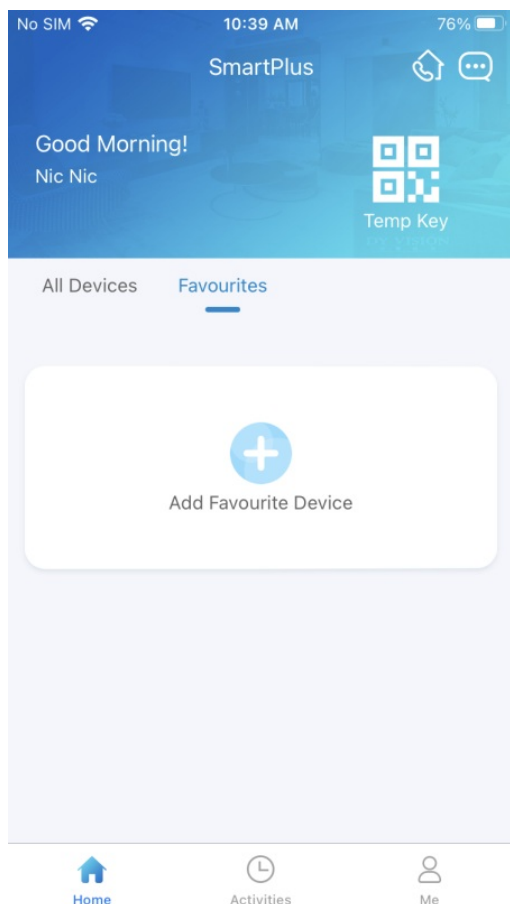 No SIM 10:39 AM 76%
SmartPlus
Good Morning!
Nic Nic
Temp Key
All Devices Favourites
Add Favourite Device
Home Activities Me